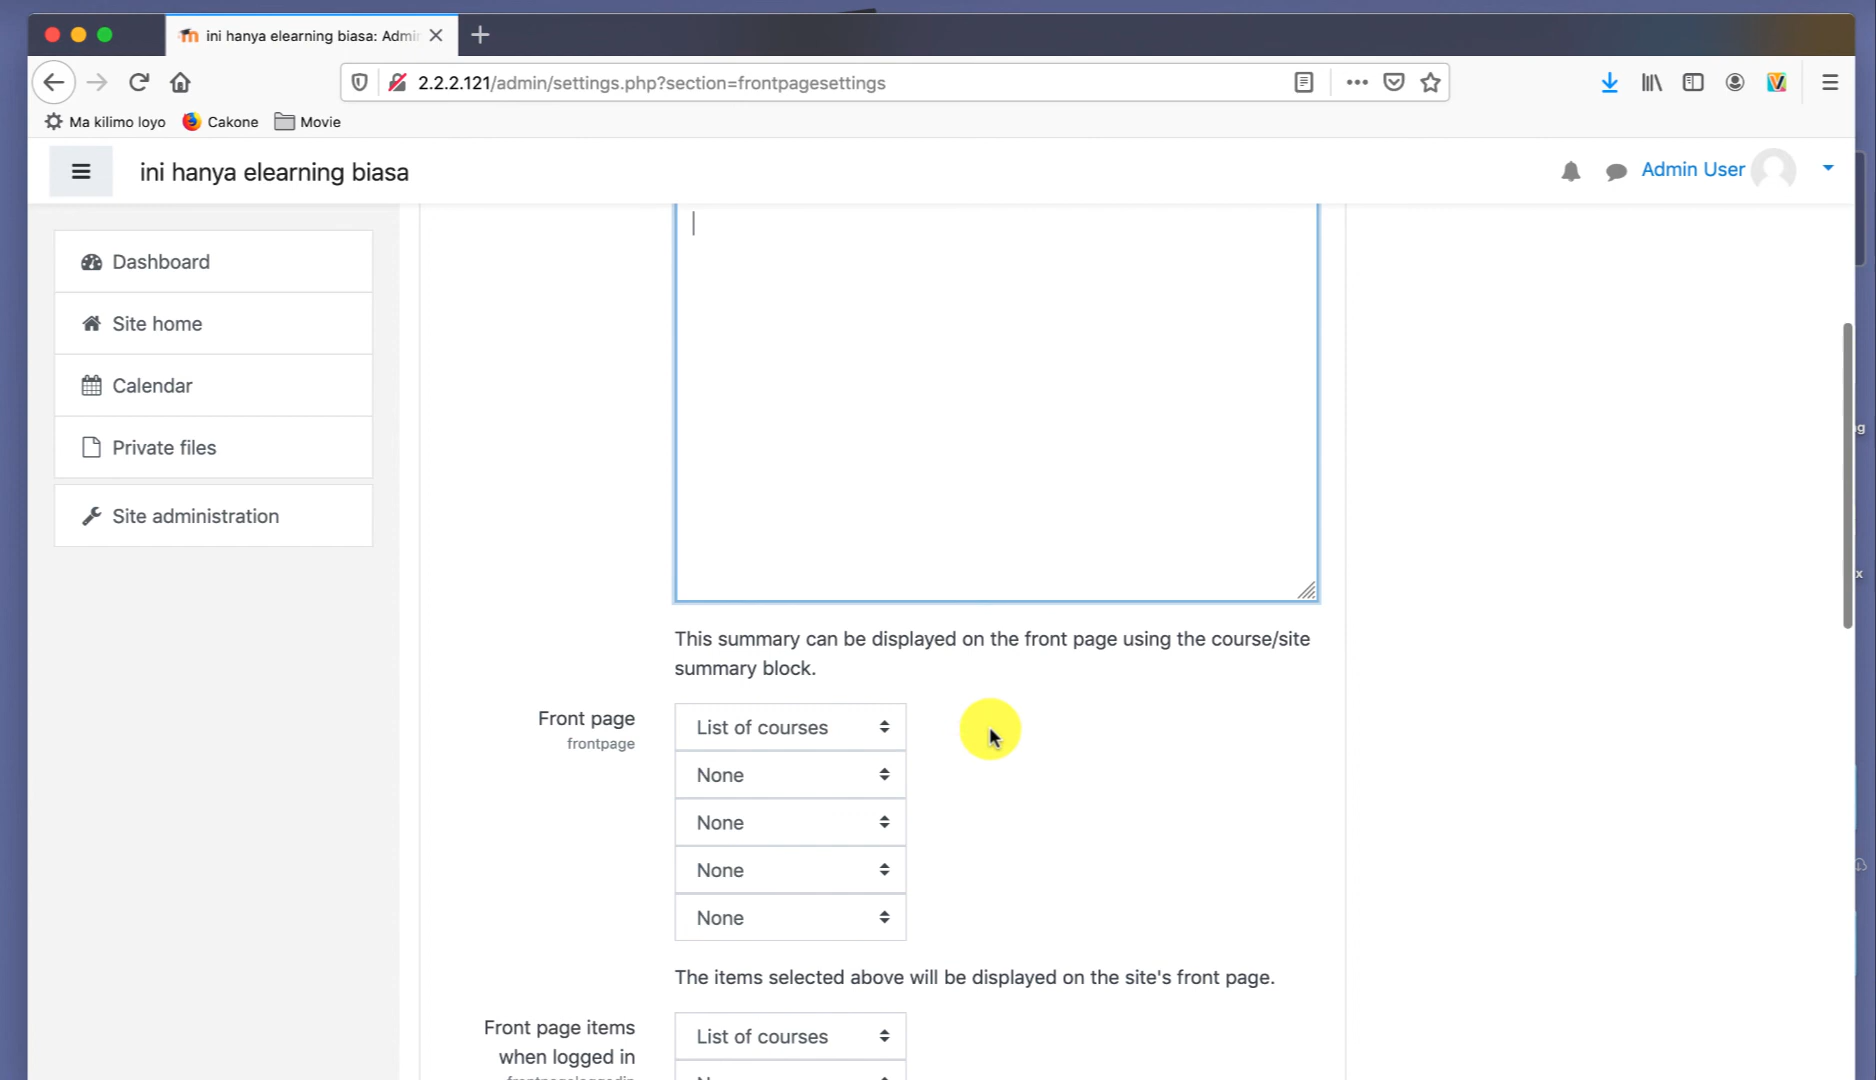 ini hanya elearning biasa: Admi
2.2.2.121/admin/settings.php?section=frontpagesettings
Ma kilimo loyo
Cakone
Movie
ini hanya elearning biasa
Admin User
Dashboard
Site home
Calendar
Private files
Site administration
This summary can be displayed on the front page using the course/site
summary block.
Front page
frontpage
List of courses
None
None
None
None
The items selected above will be displayed on the site's front page.
Front page items
when logged in
List of courses